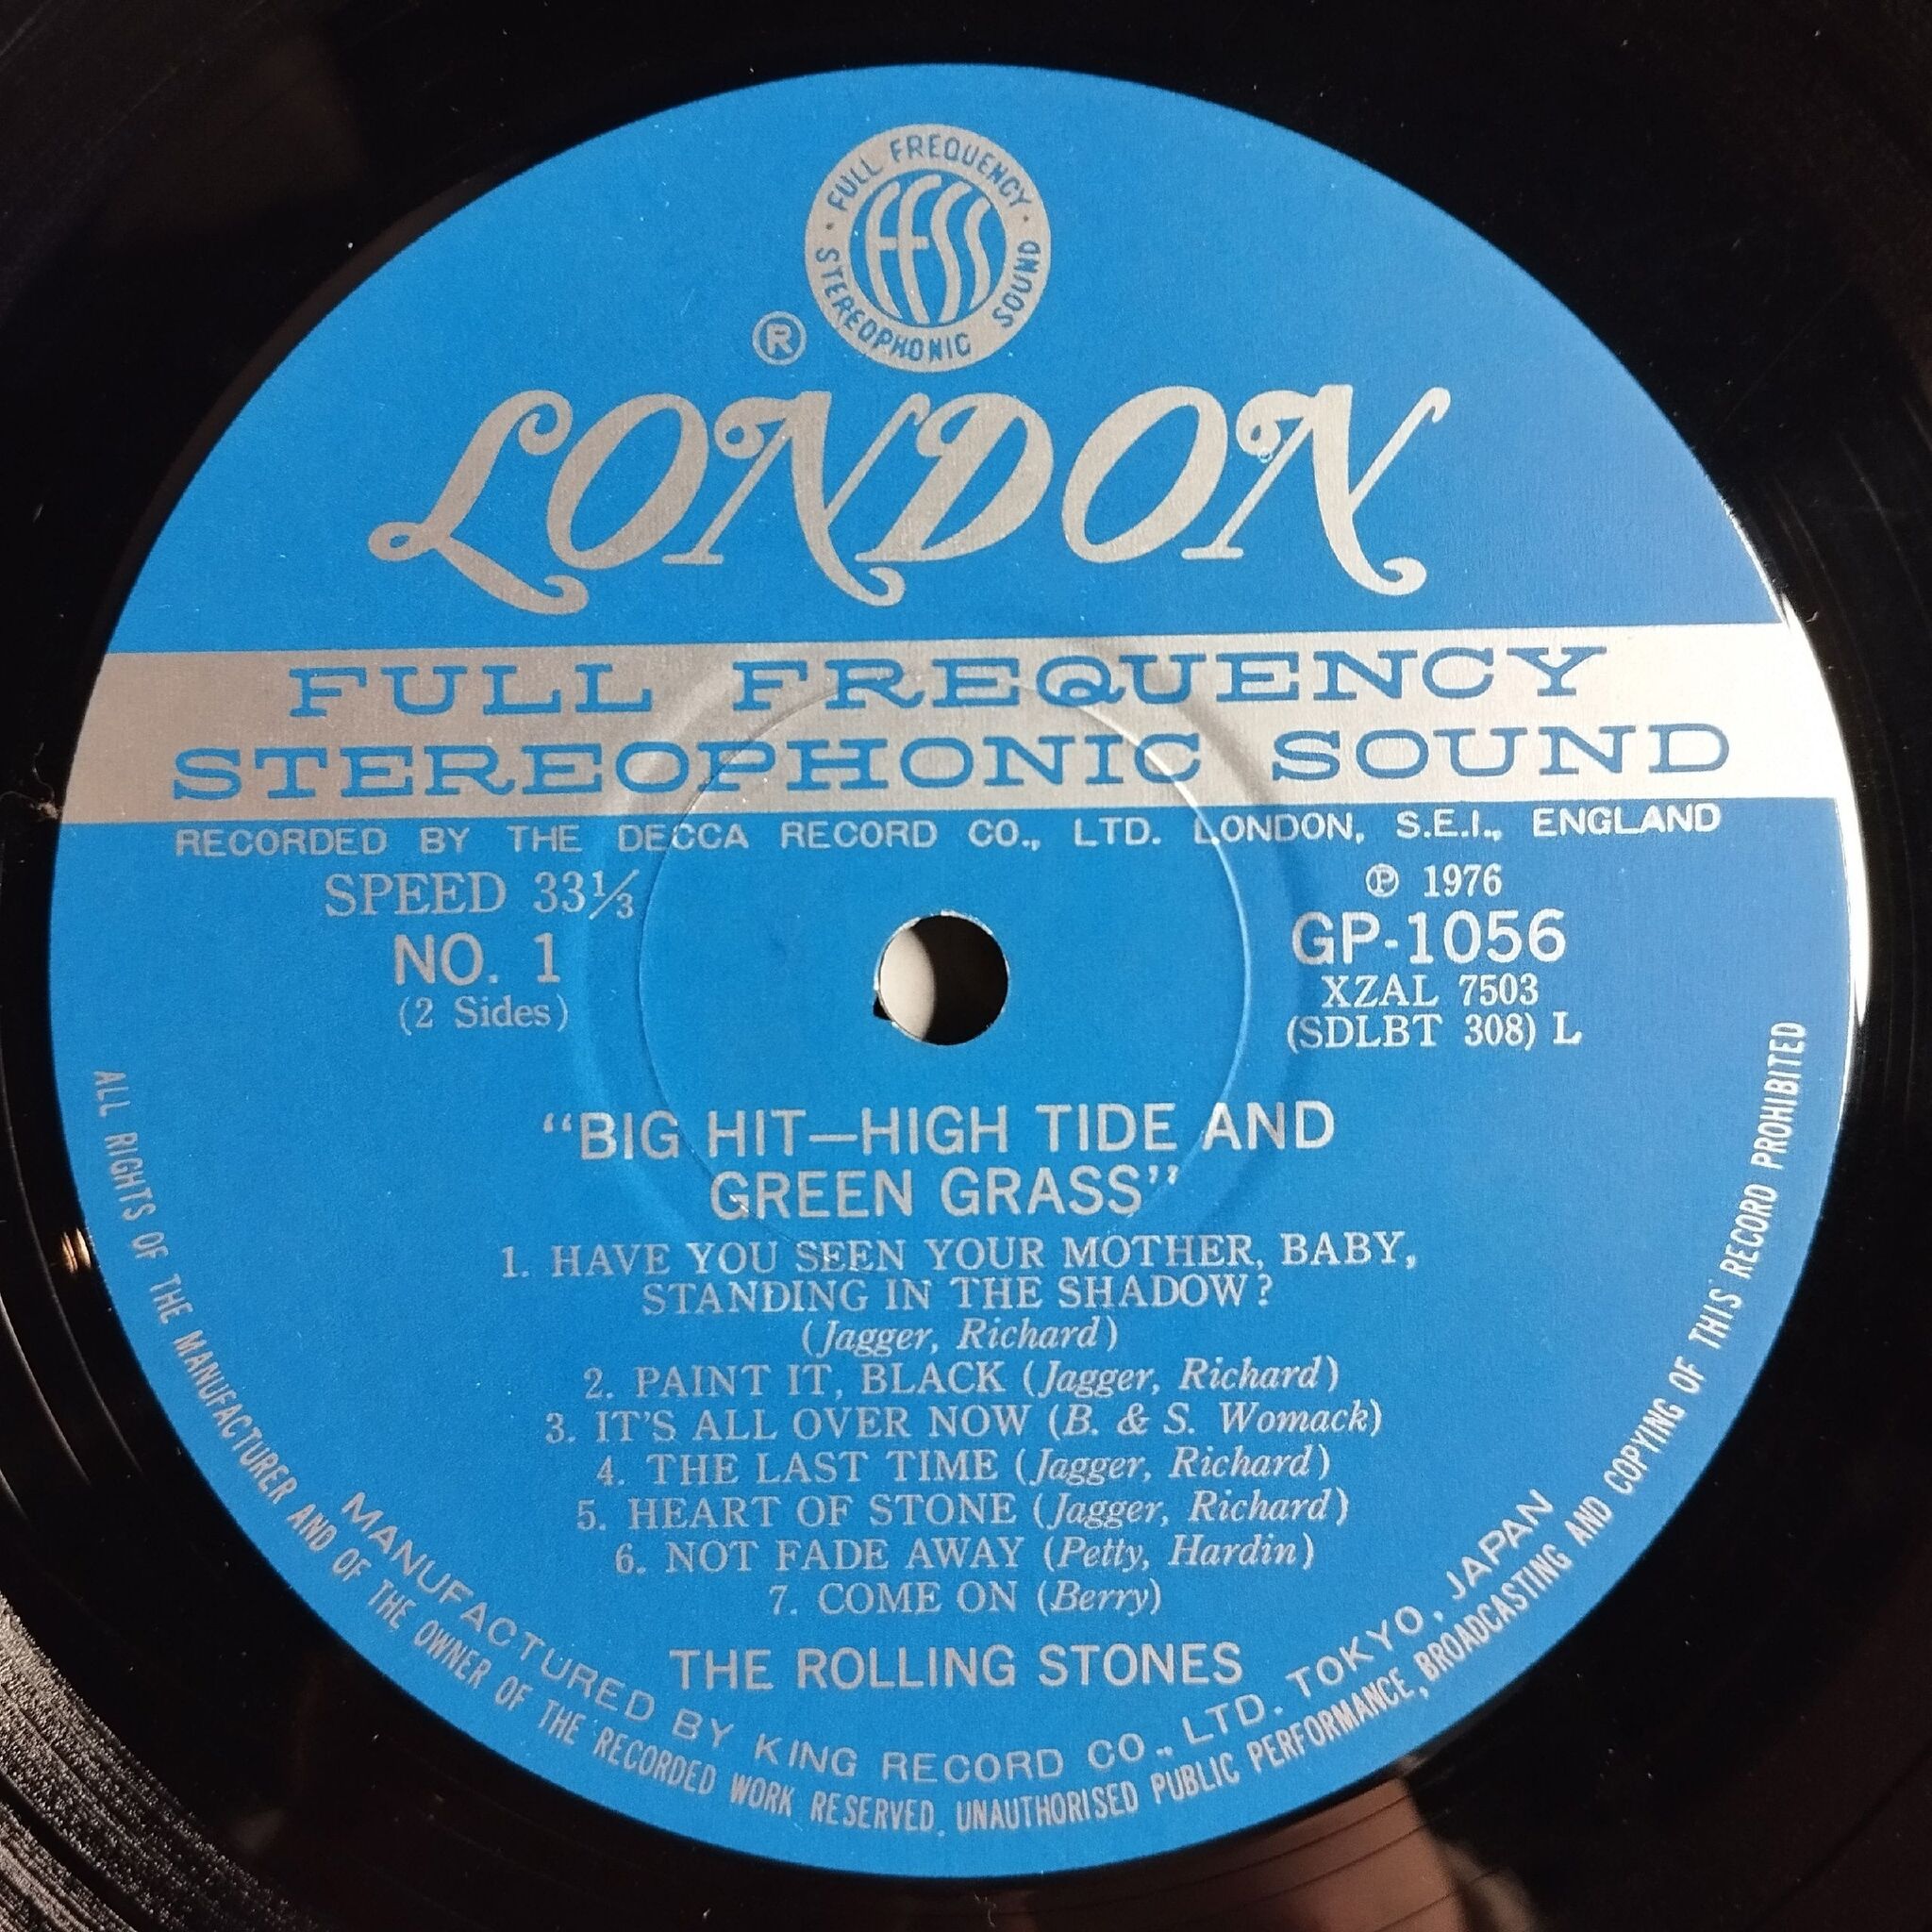 FULL FREQUENCY
FFSS
STEREOPHONIC SOUND
®
LONDON
FULL FREQUENCY
STEREOPHONIC SOUND
RECORDED BY THE DECCA RECORD CO., LTD. LONDON, S.E.I., ENGLAND
SPEED 33⅓
NO. 1
(2 Sides)
℗ 1976
GP-1056
XZAL 7503
(SDLBT 308) L
“BIG HIT—HIGH TIDE AND
GREEN GRASS”
1. HAVE YOU SEEN YOUR MOTHER, BABY,
STANDING IN THE SHADOW?
(Jagger, Richard)
2. PAINT IT, BLACK (Jagger, Richard)
3. IT'S ALL OVER NOW (B. & S. Womack)
4. THE LAST TIME (Jagger, Richard)
5. HEART OF STONE (Jagger, Richard)
6. NOT FADE AWAY (Petty, Hardin)
7. COME ON (Berry)
THE ROLLING STONES
MANUFACTURED BY KING RECORD CO., LTD. TOKYO, JAPAN
ALL RIGHTS OF THE MANUFACTURER AND OF THE OWNER OF THE RECORDED WORK RESERVED. UNAUTHORISED PUBLIC PERFORMANCE, BROADCASTING AND COPYING OF THIS RECORD PROHIBITED